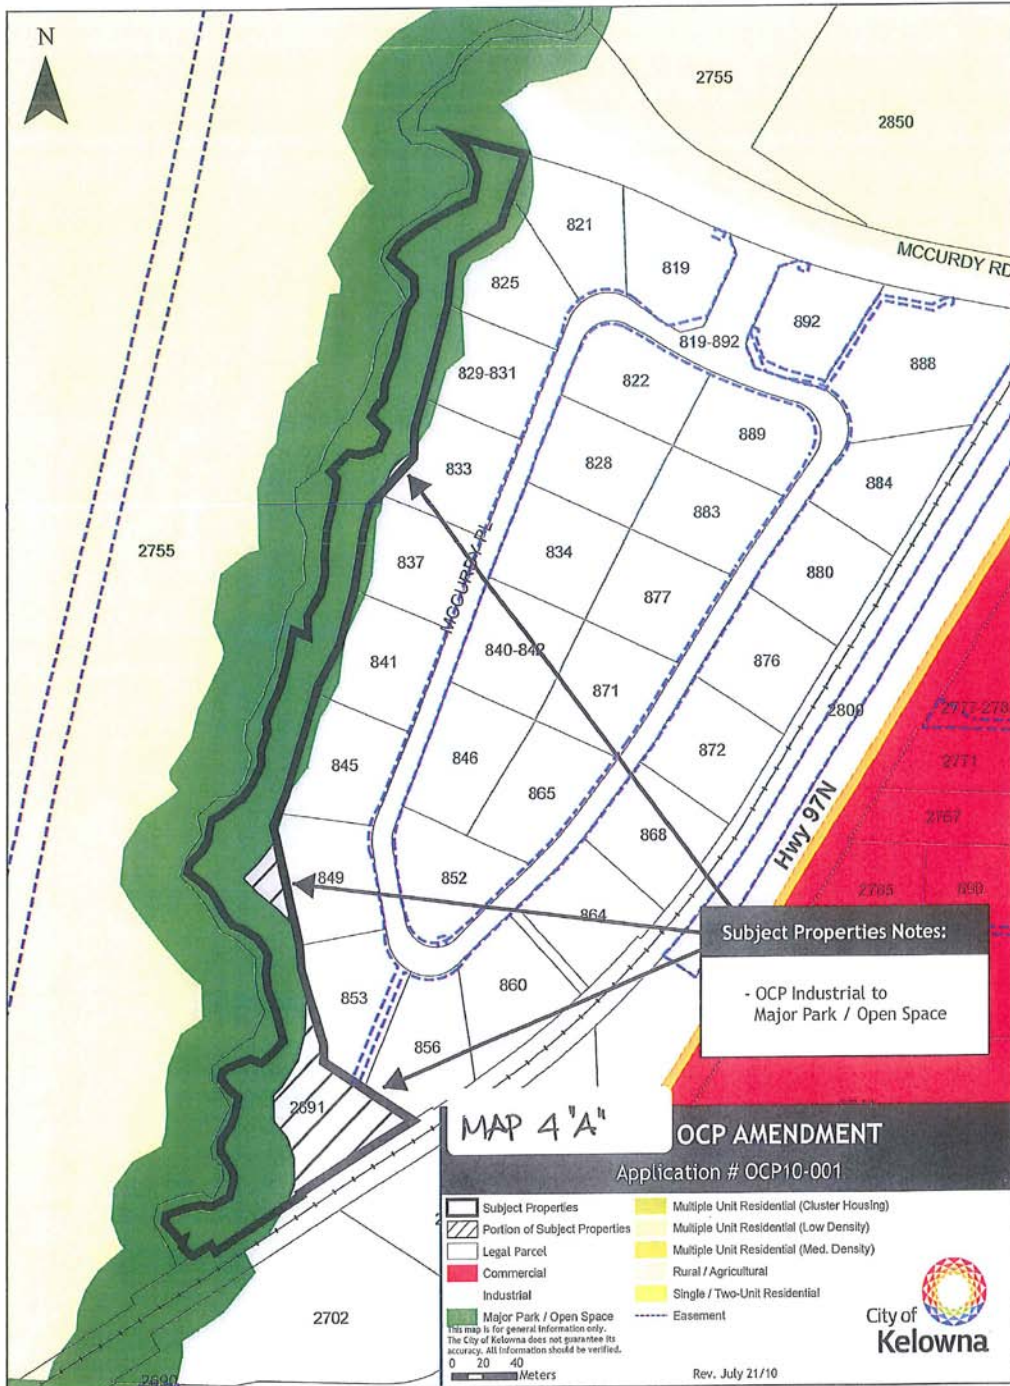 N
2755
2850
821
MCCURDY RD
819
825
892
819-892
888
829-831
822
889
833
828
884
883
2755
837
834
880
MCCURDY PL
877
841
840-842
876
871
2800
872
2771
845
846
865
Hwy 97N
2767
868
849
852
864
Subject Properties Notes:
853
860
- OCP Industrial to
Major Park / Open Space
856
2691
MAP 4 "A"
OCP AMENDMENT
Application # OCP10-001
Subject Properties
Portion of Subject Properties
Legal Parcel
Commercial
Industrial
Major Park / Open Space
Multiple Unit Residential (Cluster Housing)
Multiple Unit Residential (Low Density)
Multiple Unit Residential (Med. Density)
Rural / Agricultural
Single / Two-Unit Residential
Easement
This map is for general information only.
The City of Kelowna does not guarantee its
accuracy. All information should be verified.
0 20 40
Meters
Rev. July 21/10
City of
Kelowna
2702
2690